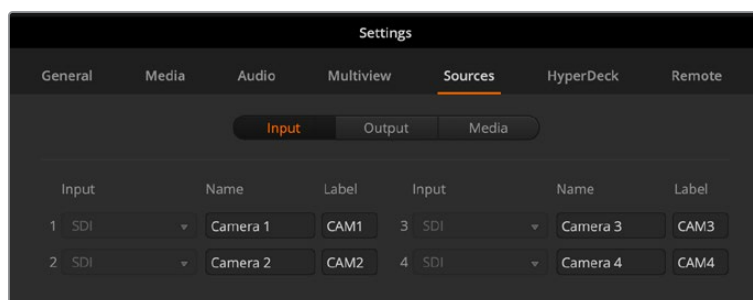 Settings
General Media Audio Multiview Sources HyperDeck Remote
Input Output Media
Input Name Label Input Name Label
1 SDI Camera 1 CAM1 3 SDI Camera 3 CAM3
2 SDI Camera 2 CAM2 4 SDI Camera 4 CAM4